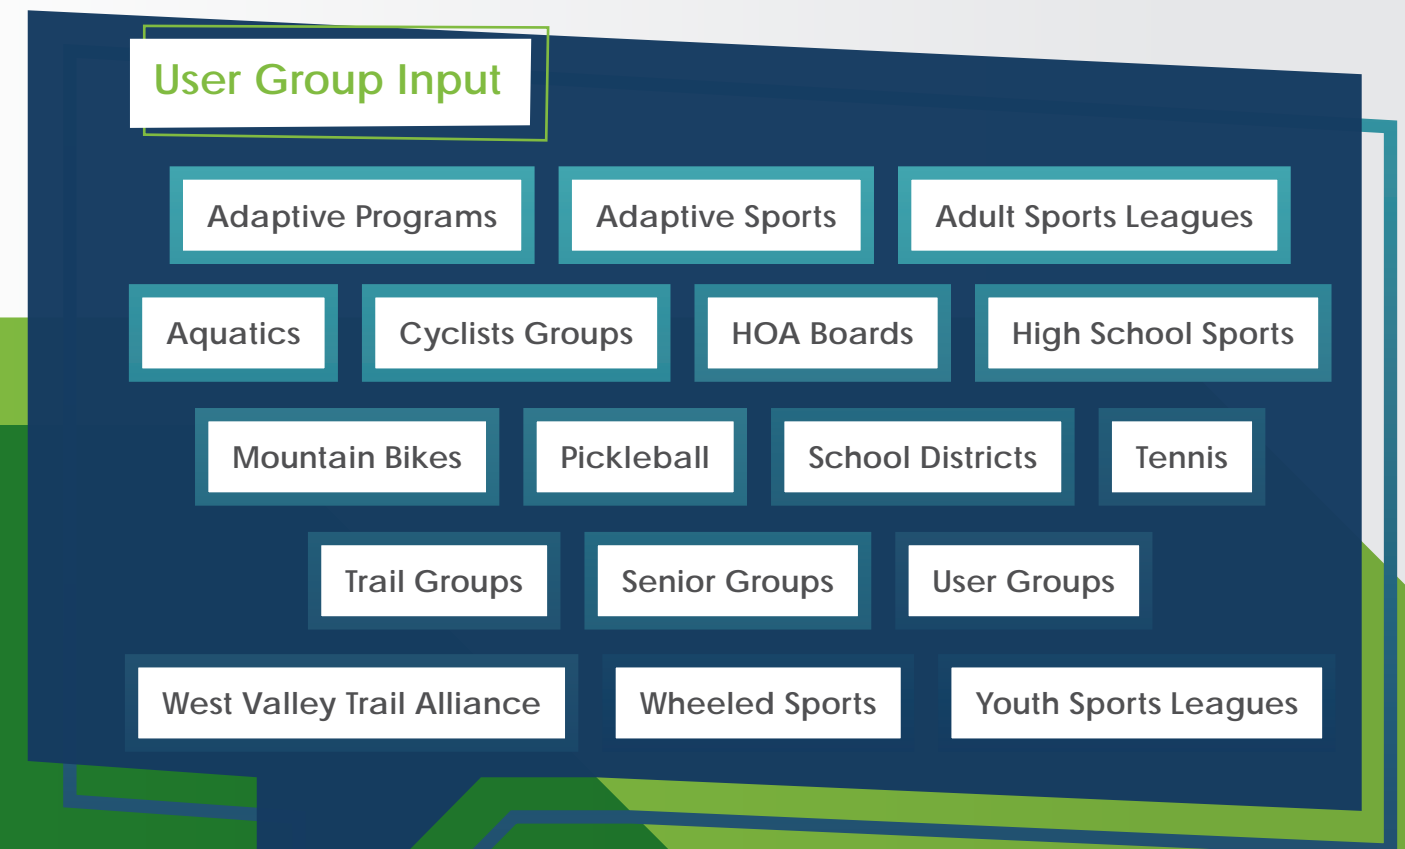 User Group Input
Adaptive Programs
Adaptive Sports
Adult Sports Leagues
Aquatics
Cyclists Groups
HOA Boards
High School Sports
Mountain Bikes
Pickleball
School Districts
Tennis
Trail Groups
Senior Groups
User Groups
West Valley Trail Alliance
Wheeled Sports
Youth Sports Leagues